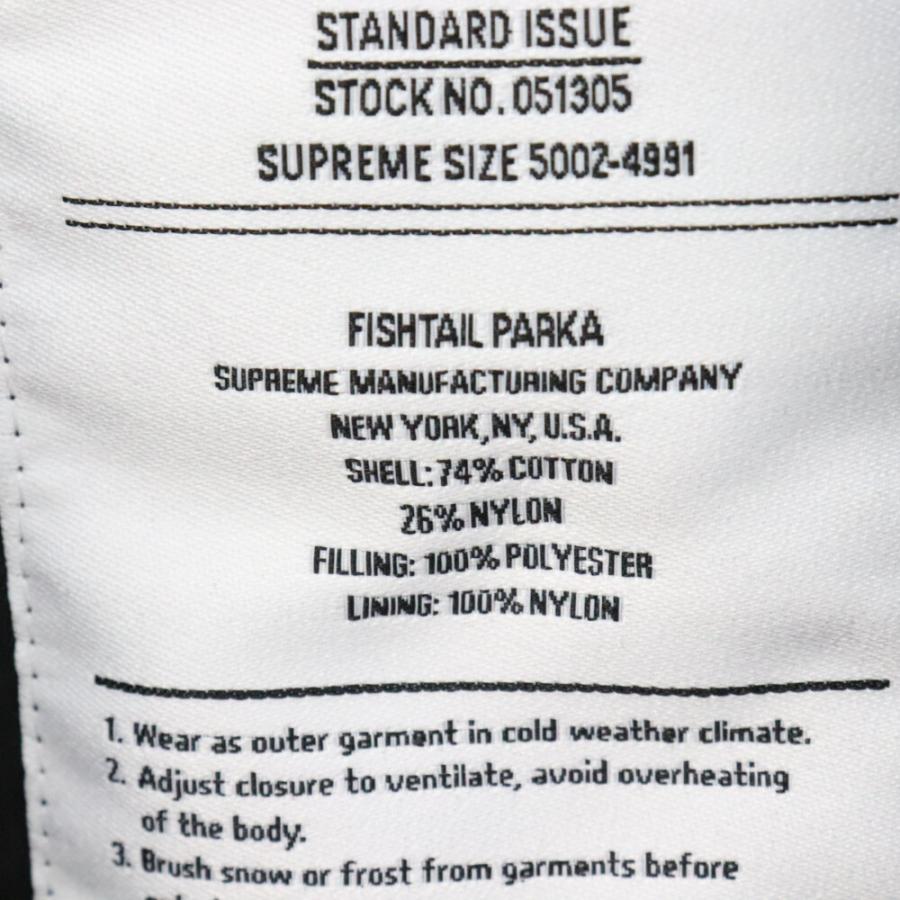 STANDARD ISSUE
STOCK NO. 051305
SUPREME SIZE 5002-4991
FISHTAIL PARKA
SUPREME MANUFACTURING COMPANY
NEW YORK, NY, U.S.A.
SHELL: 74% COTTON
26% NYLON
FILLING: 100% POLYESTER
LINING: 100% NYLON
1. Wear as outer garment in cold weather climate.
2. Adjust closure to ventilate, avoid overheating
of the body.
3. Brush snow or frost from garments before